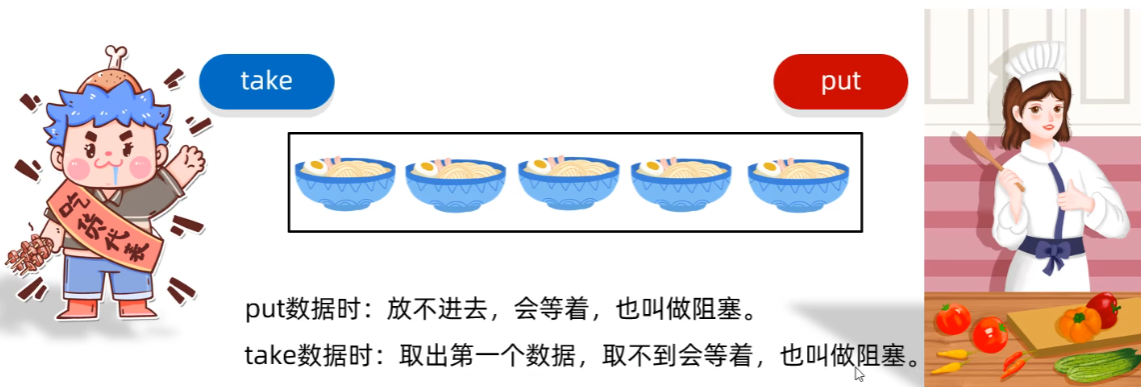 take
put
吃货代表
put数据时：放不进去，会等着，也叫做阻塞。
take数据时：取出第一个数据，取不到会等着，也叫做阻塞。